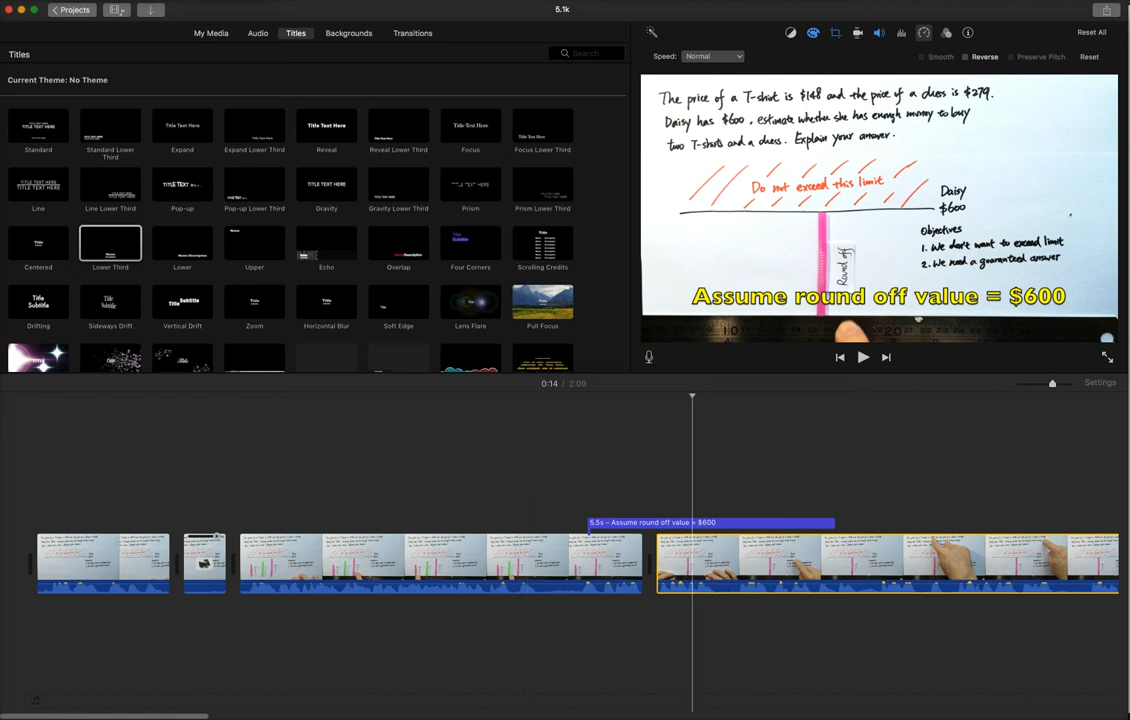 Projects
5.1k
My Media Audio Titles Backgrounds Transitions
Reset All
Titles
Search
Speed: Normal Smooth Reverse Preserve Pitch Reset
Current Theme: No Theme
Standard
Standard Lower Third
Expand
Expand Lower Third
Reveal
Reveal Lower Third
Focus
Focus Lower Third
Line
Line Lower Third
Pop-up
Pop-up Lower Third
Gravity
Gravity Lower Third
Prism
Prism Lower Third
Centered
Lower Third
Lower
Upper
Echo
Overlap
Four Corners
Scrolling Credits
Drifting
Sideways Drift
Vertical Drift
Zoom
Horizontal Blur
Soft Edge
Lens Flare
Pull Focus
The price of a T-shirt is $148 and the price of a dress is $279.
Daisy has $600, estimate whether she has enough money to buy
two T-shirts and a dress. Explain your answer.
Do not exceed this limit
Daisy
$600
Objectives
1. We don't want to exceed limit
2. We need a guaranteed answer
Round off
Assume round off value = $600
0:14 / 2:09
Settings
5.5s – Assume round off value = $600